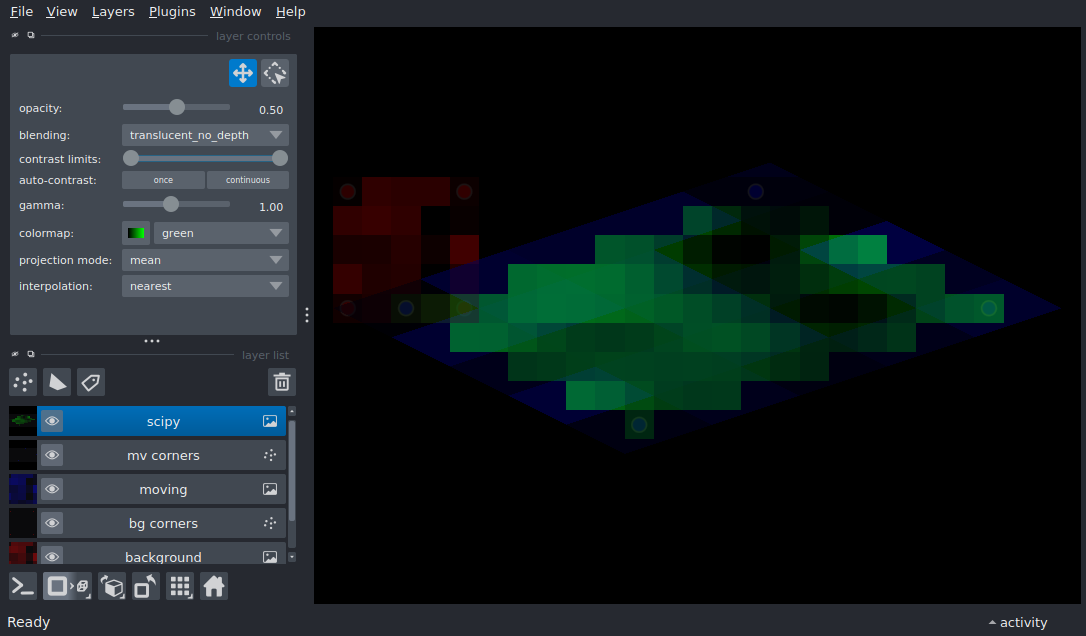 File View Layers Plugins Window Help
layer controls
opacity: 0.50
blending: translucent_no_depth
contrast limits:
auto-contrast: once continuous
gamma: 1.00
colormap: green
projection mode: mean
interpolation: nearest
layer list
scipy
mv corners
moving
bg corners
background
Ready activity